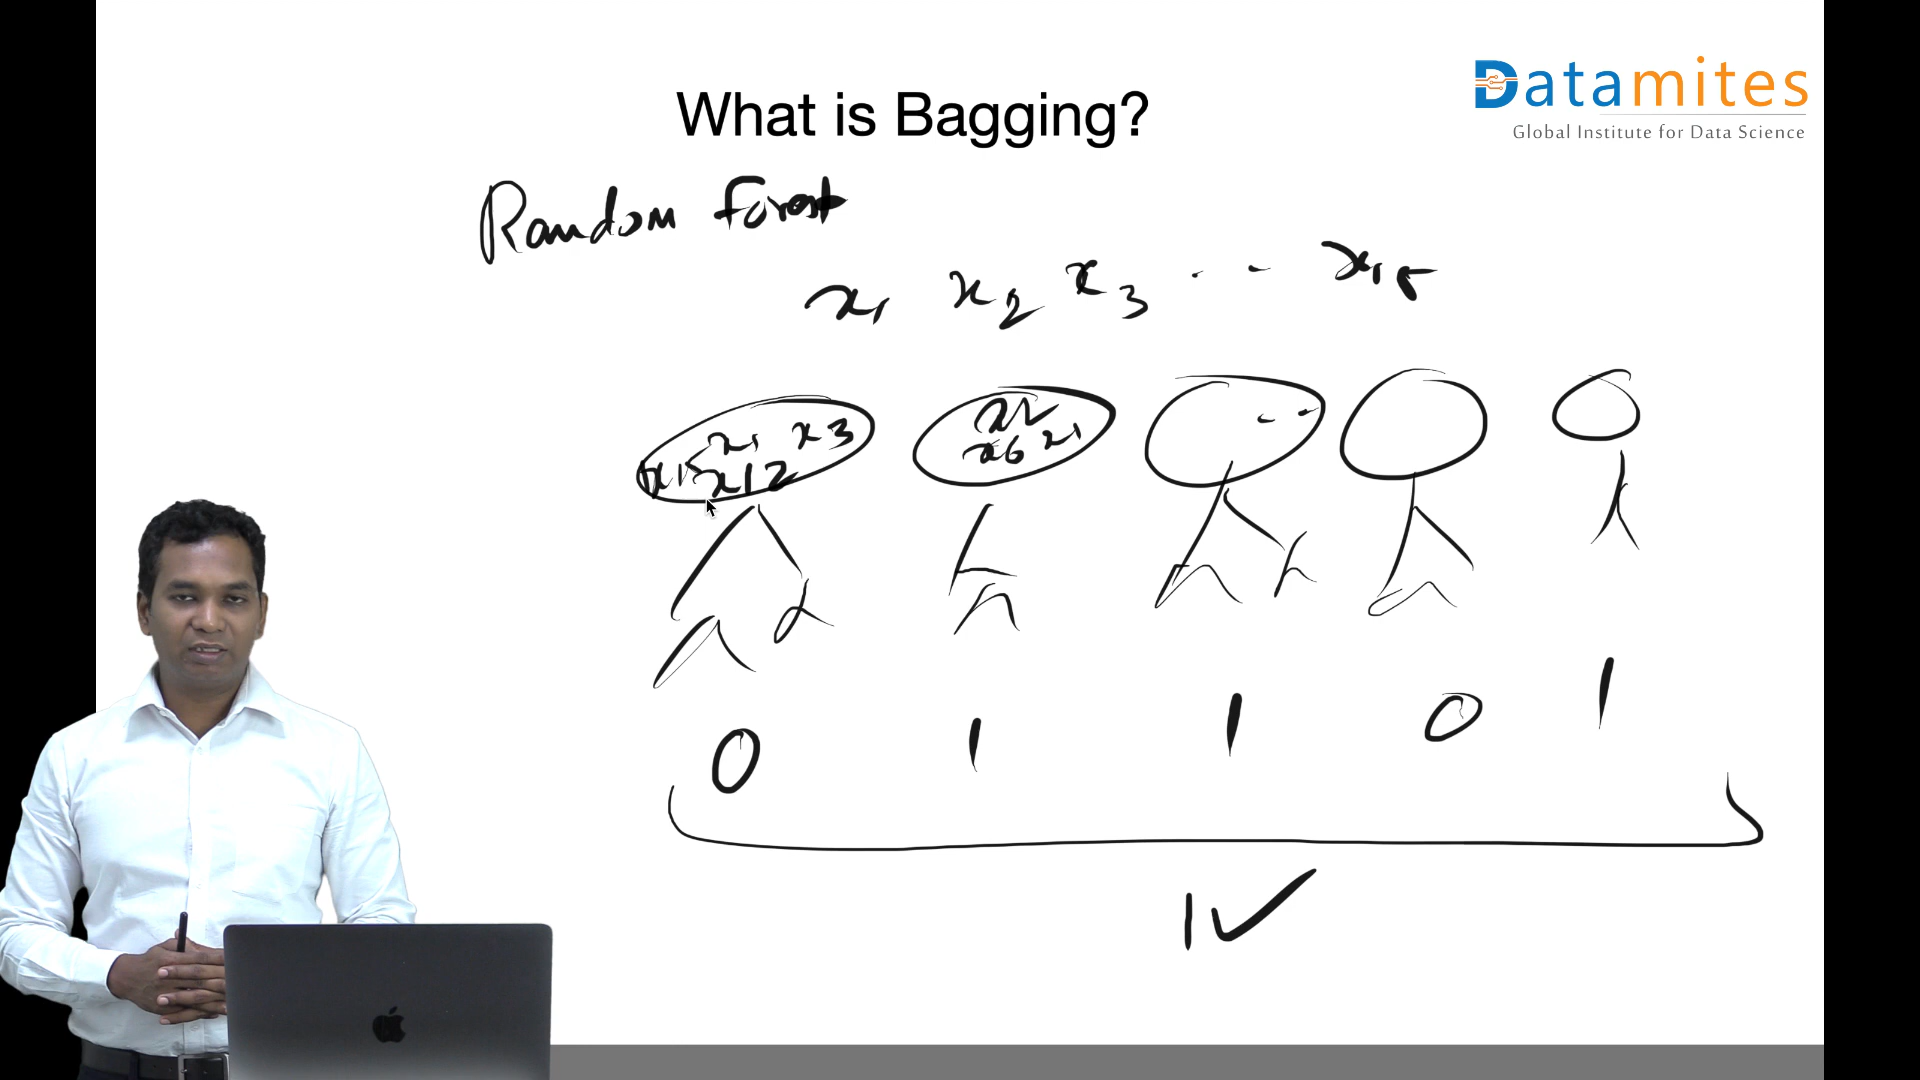 Datamites
Global Institute for Data Science
What is Bagging?
Random Forest
x1 x2 x3 .. x15
x1 x3
x15 x12
x2
x6 x1
0 1 1 0 1
1✓